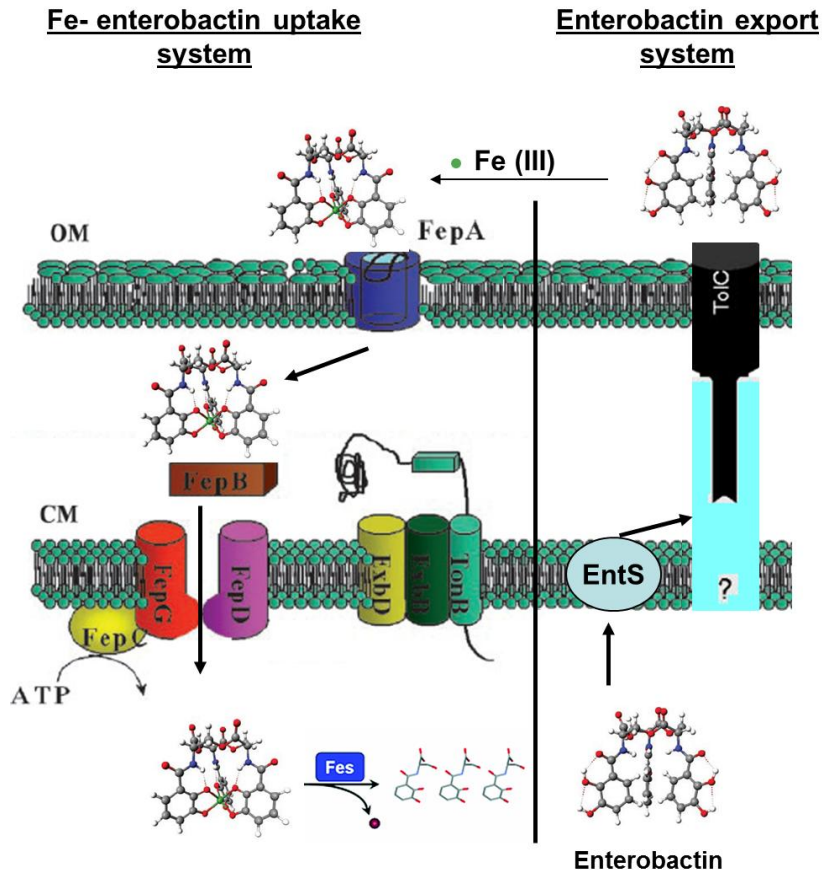 Fe- enterobactin uptake
system
Enterobactin export
system
Fe (III)
OM
FepA
TolC
FepB
CM
FepG
FepD
ExbD
ExbB
TonB
EntS
?
FepC
ATP
Fes
Enterobactin